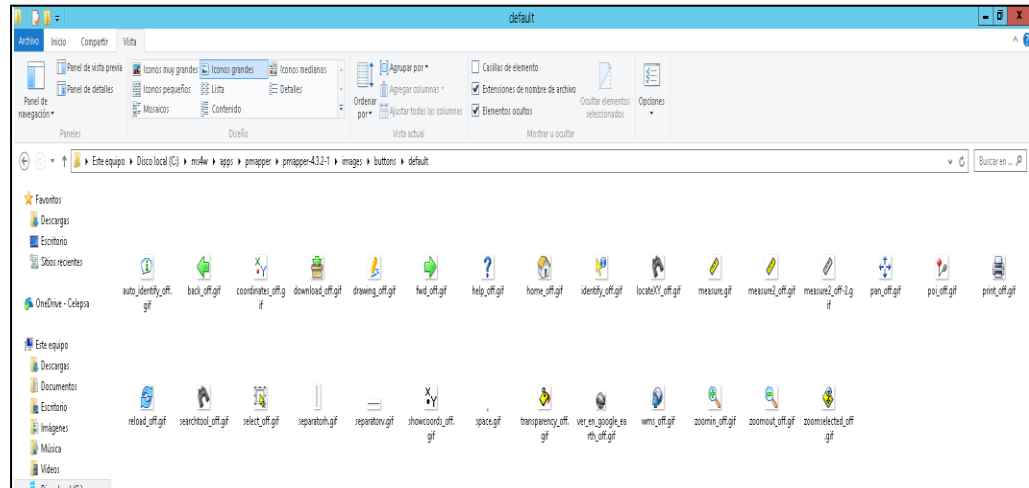 default
Archivo Inicio Compartir Vista
Panel de navegación
Panel de vista previa
Panel de detalles
Paneles
Iconos muy grandes Iconos grandes Iconos medianos
Iconos pequeños Lista Detalles
Mosaicos Contenido
Diseño
Ordenar por
Agrupar por
Agregar columnas
Ajustar todas las columnas
Vista actual
Casillas de elemento
Extensiones de nombre de archivo
Elementos ocultos
Ocultar elementos seleccionados
Mostrar u ocultar
Opciones
Este equipo Disco local (C:) ms4w apps pmapper pmapper-4.3.2-1 images buttons default
Buscar en ...
Favoritos
Descargas
Escritorio
Sitios recientes
OneDrive - Celepsa
Este equipo
Descargas
Documentos
Escritorio
Imágenes
Música
Vídeos
auto_identify_off.gif
back_off.gif
coordinates_off.gif
download_off.gif
drawing_off.gif
fwd_off.gif
help_off.gif
home_off.gif
identify_off.gif
locateXY_off.gif
measure.gif
measure2_off.gif
measure2_off-2.gif
pan_off.gif
poi_off.gif
print_off.gif
reload_off.gif
searchtool_off.gif
select_off.gif
separatorh.gif
separatorv.gif
showcoords_off.gif
space.gif
transparency_off.gif
ver_en_google_earth_off.gif
wms_off.gif
zoomin_off.gif
zoomout_off.gif
zoomselected_off.gif